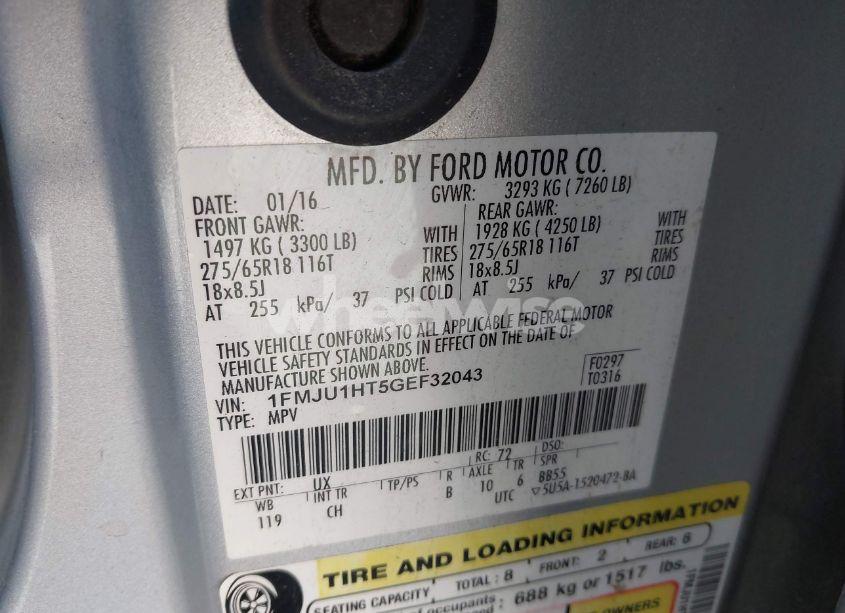 MFD. BY FORD MOTOR CO.
DATE: 01/16
GVWR: 3293 KG ( 7260 LB)
FRONT GAWR:
1497 KG ( 3300 LB) WITH
275/65R18 116T TIRES
18x8.5J RIMS
AT 255 kPa/ 37 PSI COLD
REAR GAWR:
1928 KG ( 4250 LB) WITH
275/65R18 116T TIRES
18x8.5J RIMS
AT 255 kPa/ 37 PSI COLD
wheelwise
THIS VEHICLE CONFORMS TO ALL APPLICABLE FEDERAL MOTOR
VEHICLE SAFETY STANDARDS IN EFFECT ON THE DATE OF
MANUFACTURE SHOWN ABOVE.
VIN: 1FMJU1HT5GEF32043
TYPE: MPV
F0297
T0316
EXT PNT: UX RC: 72 DSO:
WB INT TR TP/PS R AXLE TR SPR
119 CH B 10 6 BB55
UTC ▽5U5A-1520472-BA
TIRE AND LOADING INFORMATION
SEATING CAPACITY TOTAL : 8 FRONT: 2 REAR: 6
of occupants 688 kg or 1517 lbs.
OWNERS